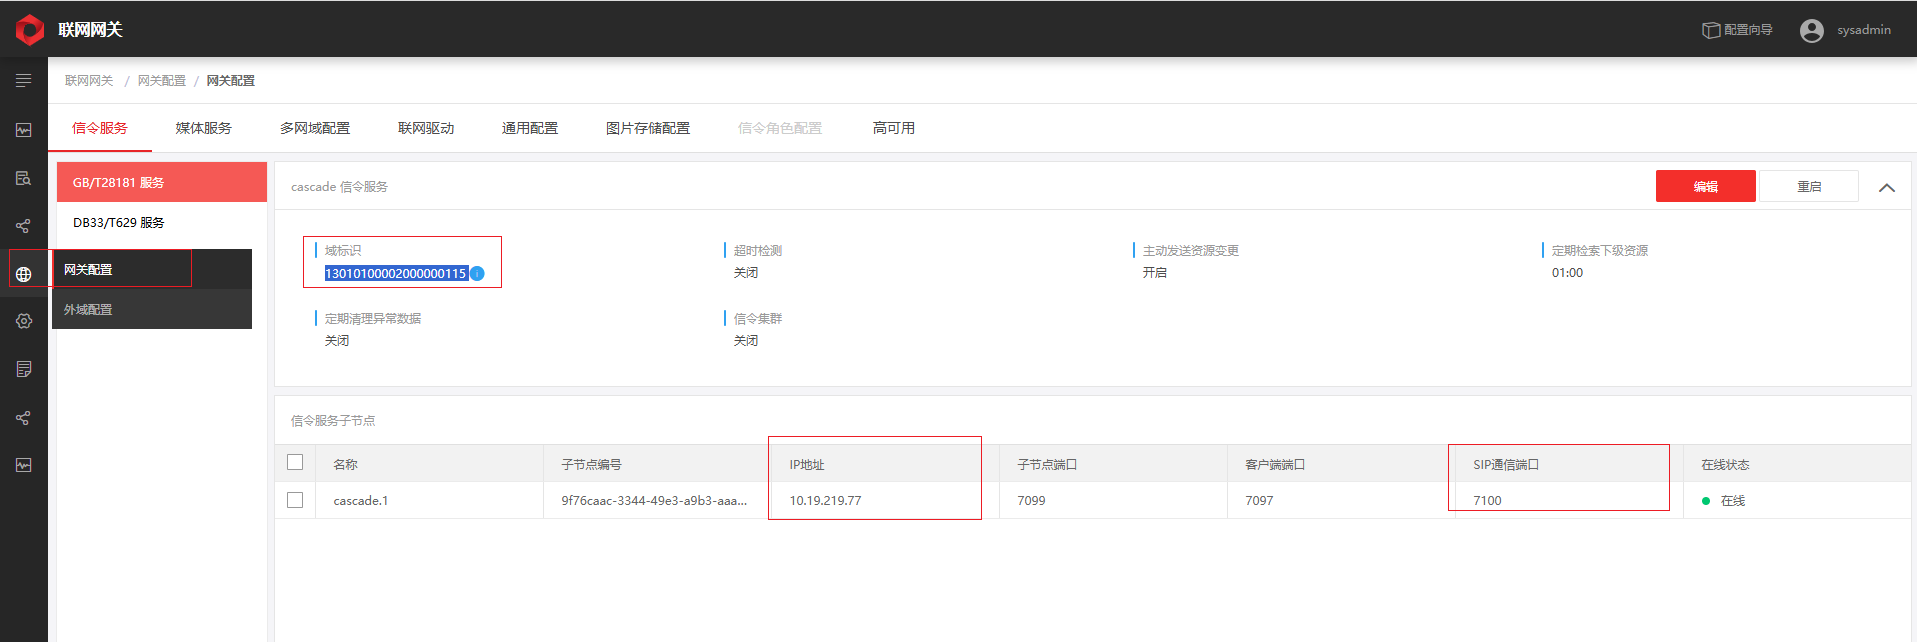 联网网关
配置向导
sysadmin
联网网关 / 网关配置 / 网关配置
信令服务
媒体服务
多网域配置
联网驱动
通用配置
图片存储配置
信令角色配置
高可用
GB/T28181 服务
DB33/T629 服务
网关配置
外域配置
cascade 信令服务
编辑
重启
域标识
13010100002000000115
超时检测
关闭
主动发送资源变更
开启
定期检索下级资源
01:00
定期清理异常数据
关闭
信令集群
关闭
信令服务子节点
名称 子节点编号 IP地址 子节点端口 客户端端口 SIP通信端口 在线状态
cascade.1 9f76caac-3344-49e3-a9b3-aaa... 10.19.219.77 7099 7097 7100 在线